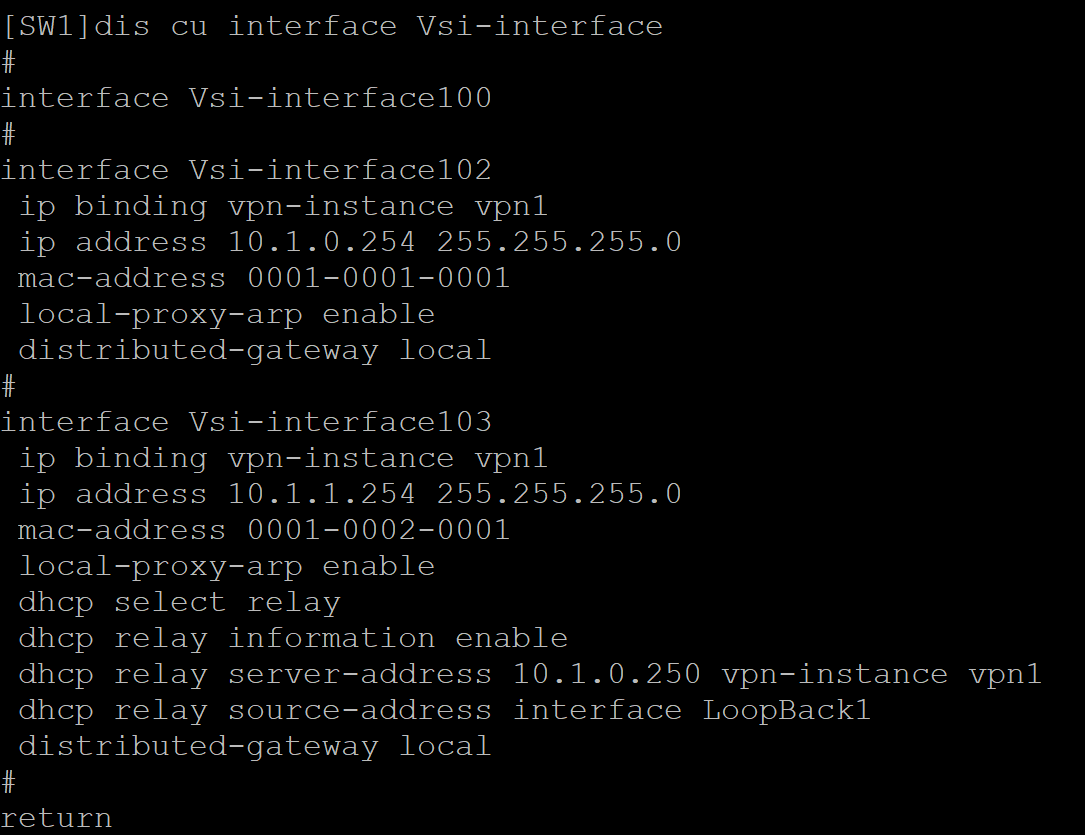 [SW1]dis cu interface Vsi-interface
#
interface Vsi-interface100
#
interface Vsi-interface102
 ip binding vpn-instance vpn1
 ip address 10.1.0.254 255.255.255.0
 mac-address 0001-0001-0001
 local-proxy-arp enable
 distributed-gateway local
#
interface Vsi-interface103
 ip binding vpn-instance vpn1
 ip address 10.1.1.254 255.255.255.0
 mac-address 0001-0002-0001
 local-proxy-arp enable
 dhcp select relay
 dhcp relay information enable
 dhcp relay server-address 10.1.0.250 vpn-instance vpn1
 dhcp relay source-address interface LoopBack1
 distributed-gateway local
#
return